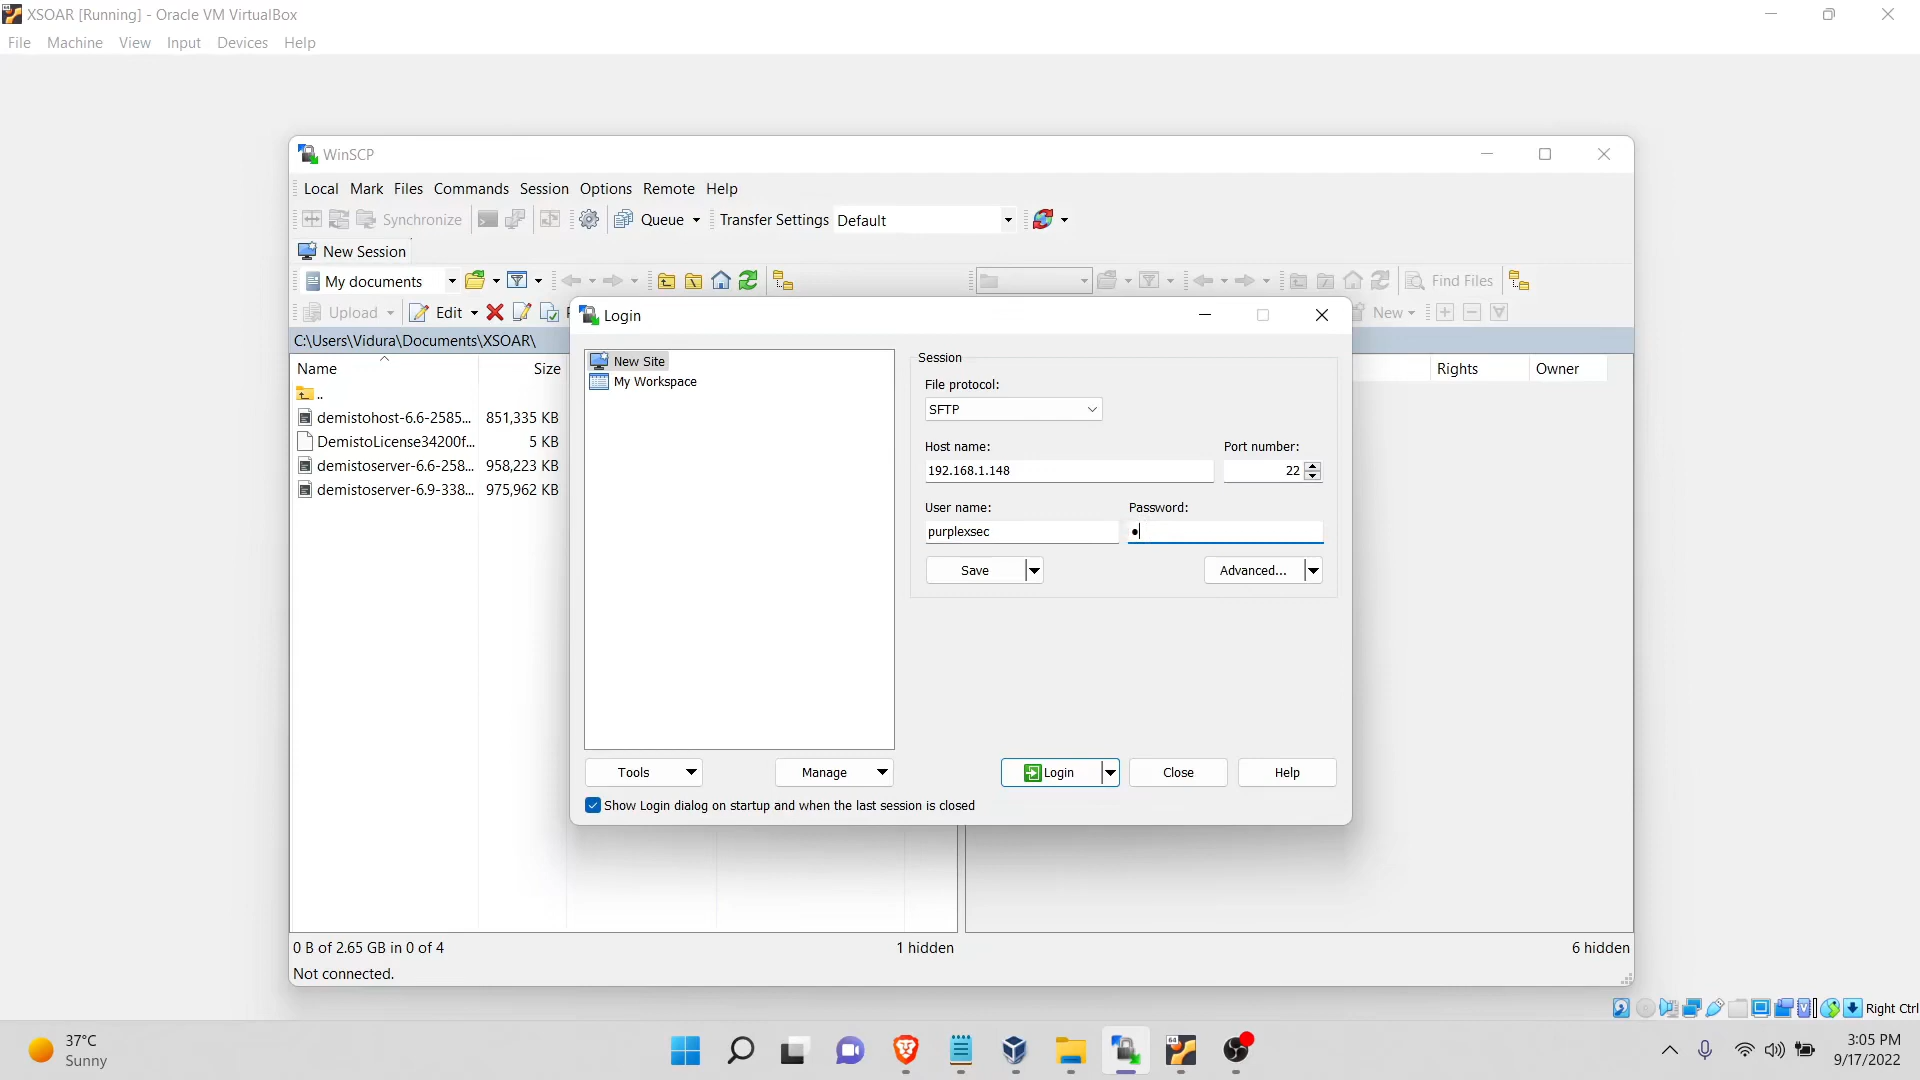 XSOAR [Running] - Oracle VM VirtualBox
File Machine View Input Devices Help
WinSCP
Local Mark Files Commands Session Options Remote Help
Synchronize Queue Transfer Settings Default
New Session
My documents Find Files
Upload Edit New
C:\Users\Vidura\Documents\XSOAR\
Name Size Rights Owner
..
demistohost-6.6-2585... 851,335 KB
DemistoLicense34200f... 5 KB
demistoserver-6.6-258... 958,223 KB
demistoserver-6.9-338... 975,962 KB
Login
New Site
My Workspace
Session
File protocol:
SFTP
Host name: Port number:
192.168.1.148 22
User name: Password:
purplexsec
Save Advanced...
Tools Manage Login Close Help
Show Login dialog on startup and when the last session is closed
0 B of 2.65 GB in 0 of 4 1 hidden 6 hidden
Not connected.
Right Ctrl
37°C
Sunny
64
3:05 PM
9/17/2022